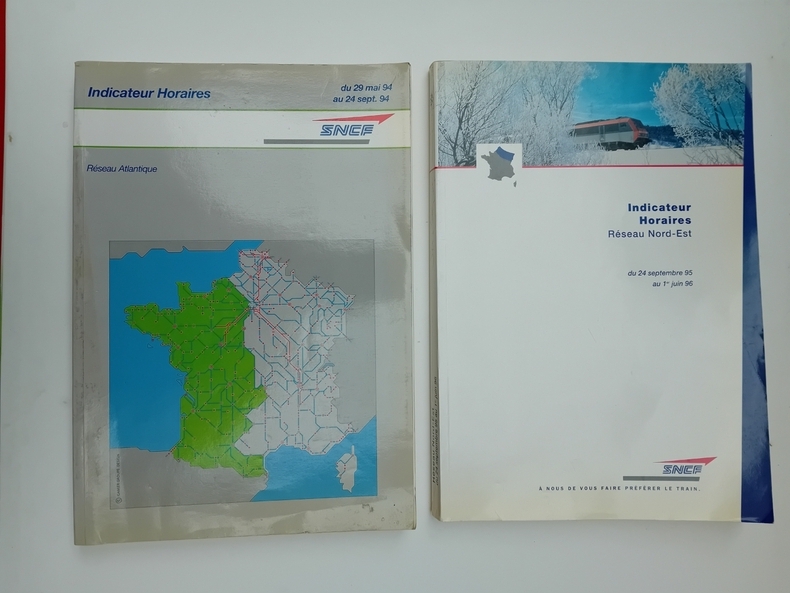 Indicateur Horaires
du 29 mai 94
au 24 sept. 94
SNCF
Réseau Atlantique
Indicateur
Horaires
Réseau Nord-Est
du 24 septembre 95
au 1er juin 96
SNCF
À NOUS DE VOUS FAIRE PRÉFÉRER LE TRAIN.